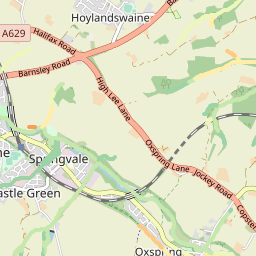 Hoylandswaine
A629
Halifax Road
Barnsley Road
High Lee Lane
Oxspring Lane
Jockey Road
Springvale
Castle Green
Oxspring